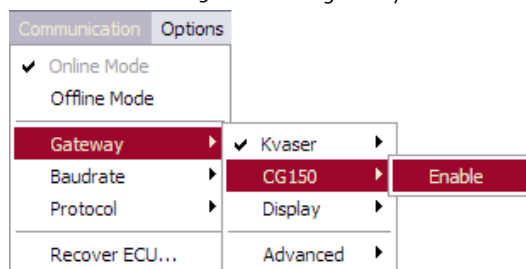 Communication Options
✔ Online Mode
Offline Mode
Gateway ✔ Kvaser
Baudrate CG150 Enable
Protocol Display
Recover ECU... Advanced